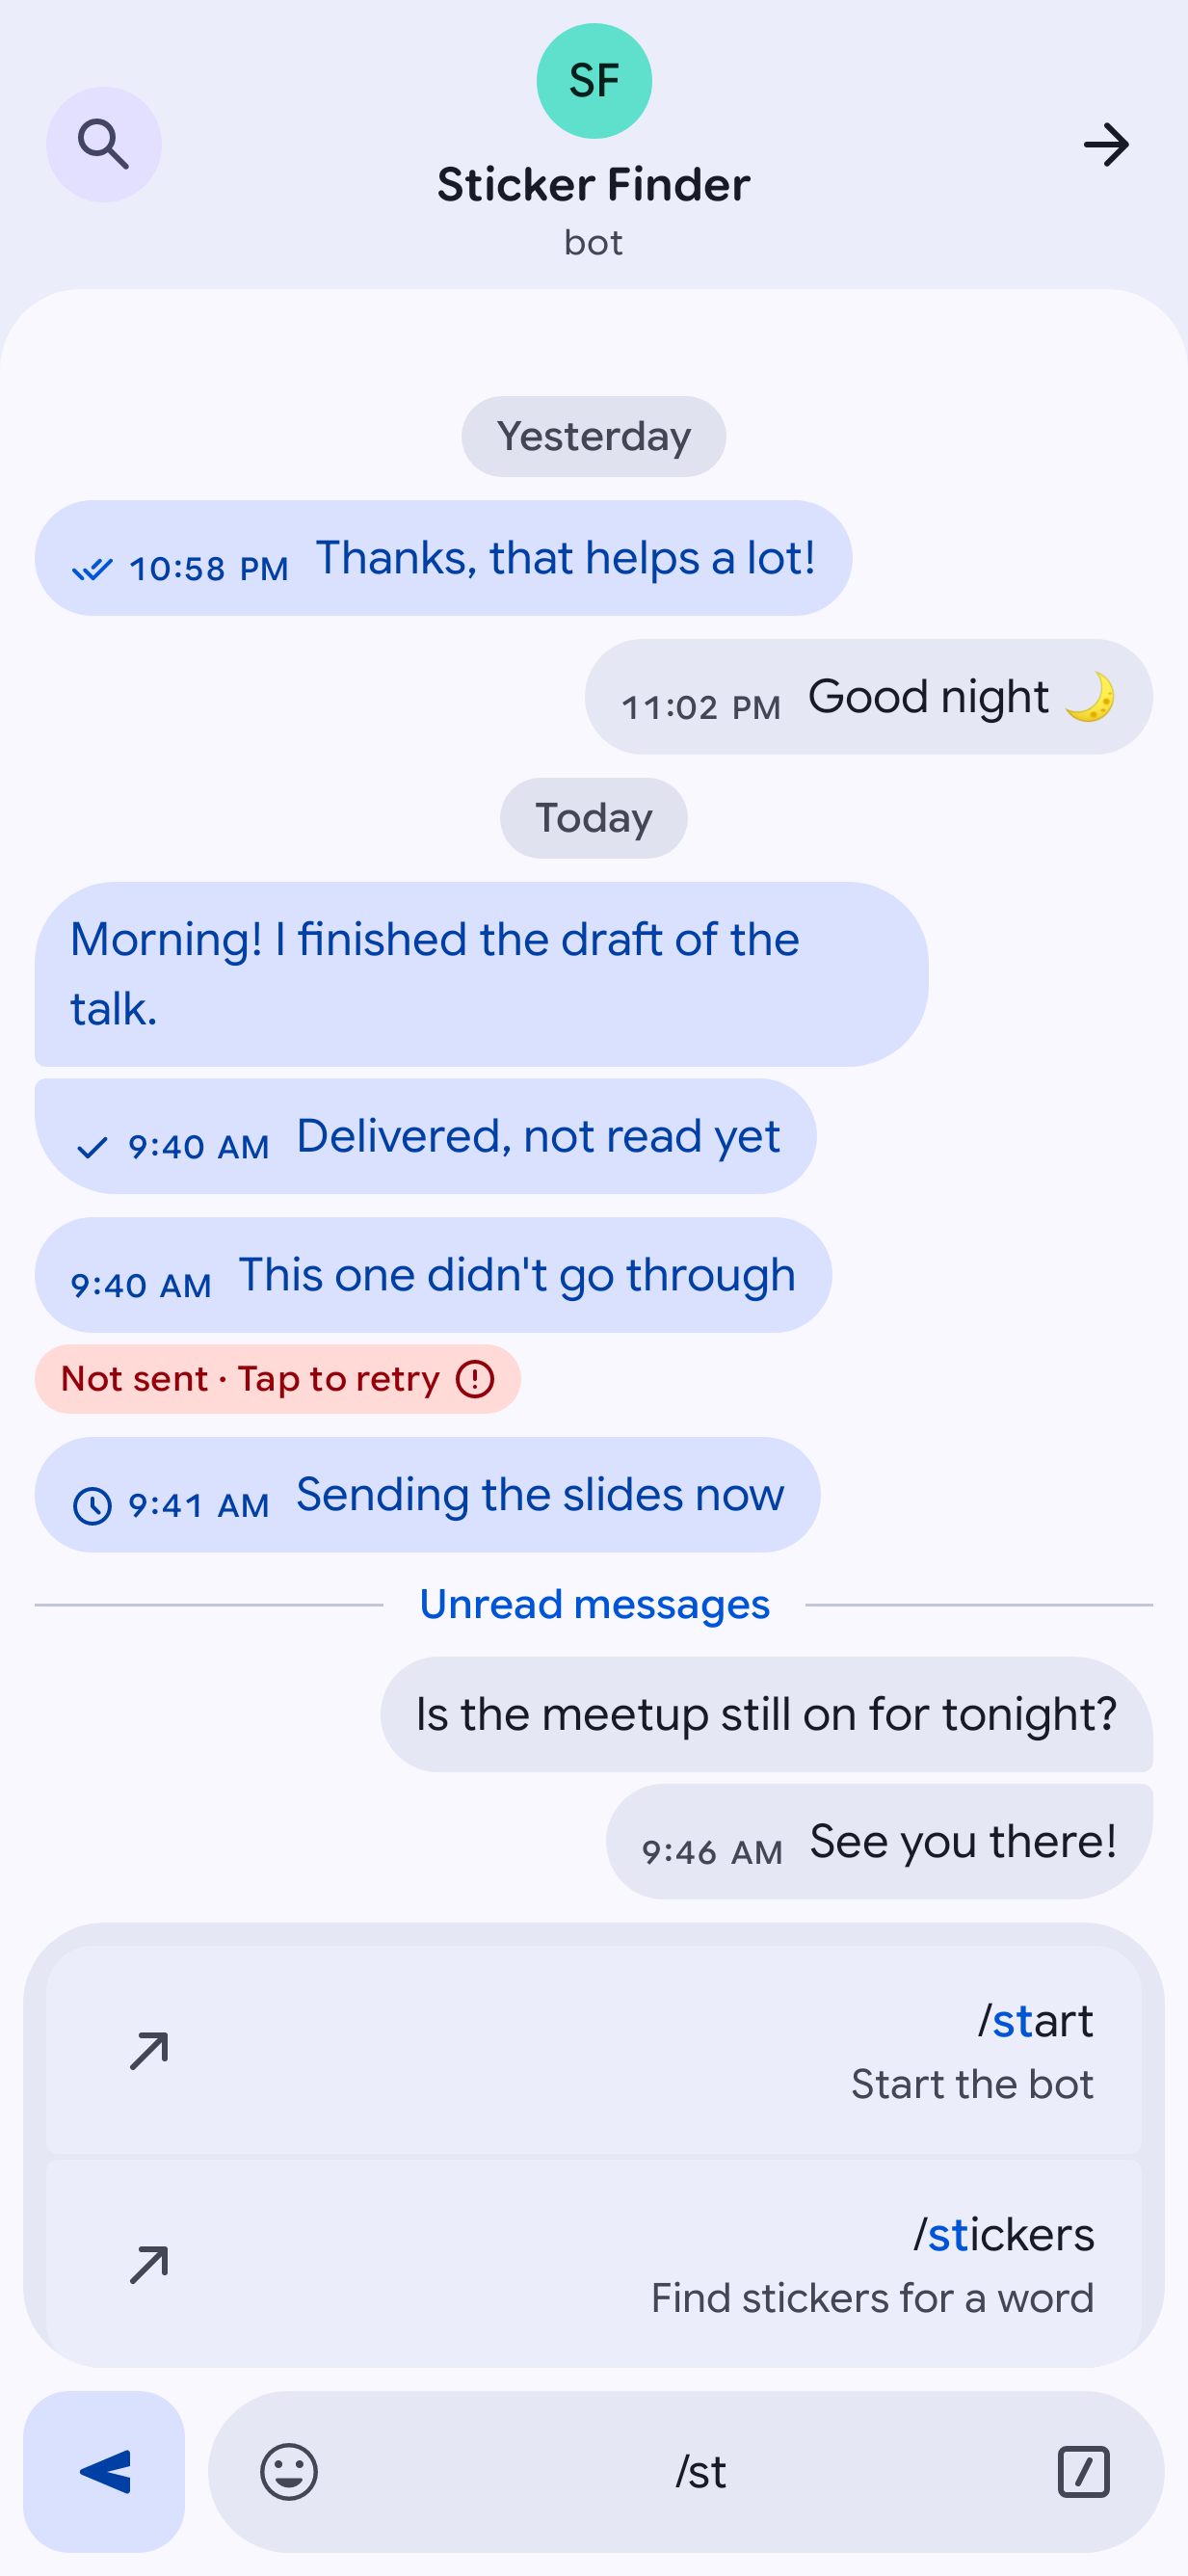 SF
Sticker Finder
bot
Yesterday
10:58 PM Thanks, that helps a lot!
11:02 PM Good night 🌙
Today
Morning! I finished the draft of the
talk.
9:40 AM Delivered, not read yet
9:40 AM This one didn't go through
Not sent · Tap to retry
9:41 AM Sending the slides now
Unread messages
Is the meetup still on for tonight?
9:46 AM See you there!
/start
Start the bot
/stickers
Find stickers for a word
/st